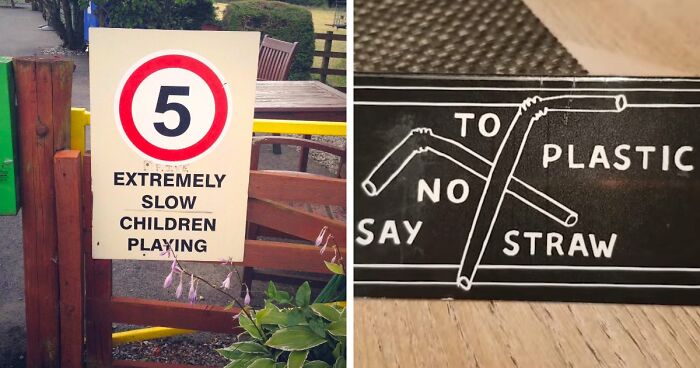 5
EXTREMELY
SLOW
CHILDREN
PLAYING
TO
PLASTIC
NO
SAY
STRAW